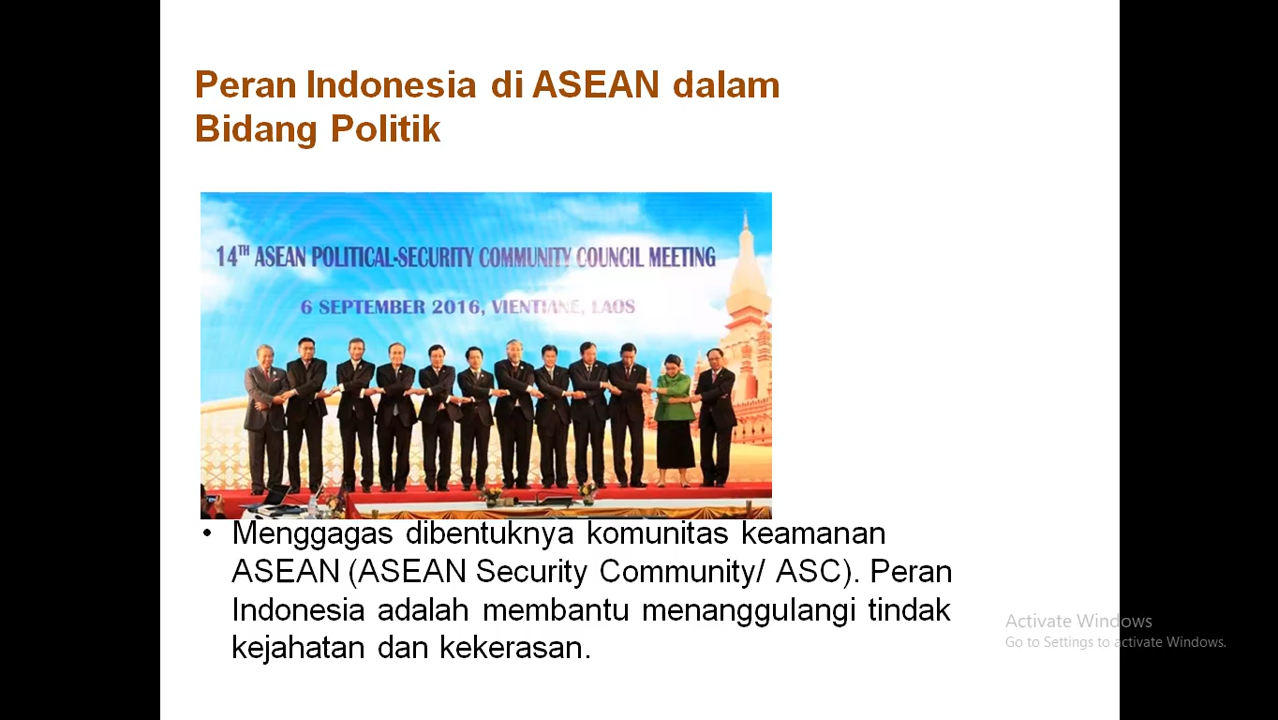 Peran Indonesia di ASEAN dalam
Bidang Politik
14TH ASEAN POLITICAL-SECURITY COMMUNITY COUNCIL MEETING
6 SEPTEMBER 2016, VIENTIANE, LAOS
• Menggagas dibentuknya komunitas keamanan
ASEAN (ASEAN Security Community/ ASC). Peran
Indonesia adalah membantu menanggulangi tindak
kejahatan dan kekerasan.
Activate Windows
Go to Settings to activate Windows.